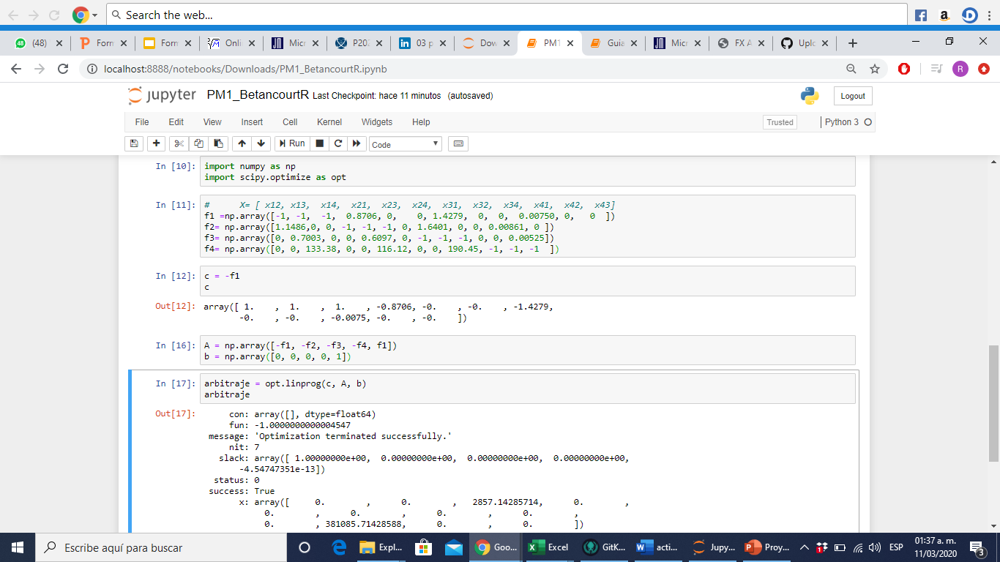 Search the web...
(48)
Forn
Forn
Onli
Micr
P202
03 p
Dow
PM1
Guia
Micr
FX A
Uplo
localhost:8888/notebooks/Downloads/PM1_BetancourtR.ipynb
R
jupyter PM1_BetancourtR Last Checkpoint: hace 11 minutos (autosaved)
Logout
File Edit View Insert Cell Kernel Widgets Help
Trusted
Python 3
Run
Code
In [10]: import numpy as np
import scipy.optimize as opt
In [11]: #      X= [ x12, x13,  x14,  x21,  x23,  x24,  x31,  x32,  x34,  x41,  x42,  x43]
f1 =np.array([-1, -1,  -1,  0.8706, 0,    0, 1.4279,  0,  0,  0.00750, 0,   0  ])
f2= np.array([1.1486,0, 0, -1, -1, -1, 0, 1.6401, 0, 0, 0.00861, 0 ])
f3= np.array([0, 0.7003, 0, 0, 0.6097, 0, -1, -1, -1, 0, 0, 0.00525])
f4= np.array([0, 0, 133.38, 0, 0, 116.12, 0, 0, 190.45, -1, -1, -1  ])
In [12]: c = -f1
c
Out[12]: array([ 1.    ,  1.    ,  1.    , -0.8706, -0.    , -0.    , -1.4279,
-0.    , -0.    , -0.0075, -0.    , -0.    ])
In [16]: A = np.array([-f1, -f2, -f3, -f4, f1])
b = np.array([0, 0, 0, 0, 1])
In [17]: arbitraje = opt.linprog(c, A, b)
arbitraje
Out[17]: con: array([], dtype=float64)
fun: -1.0000000000004547
message: 'Optimization terminated successfully.'
nit: 7
slack: array([ 1.00000000e+00,  0.00000000e+00,  0.00000000e+00,  0.00000000e+00,
-4.54747351e-13])
status: 0
success: True
x: array([     0.        ,      0.        ,   2857.14285714,      0.        ,
0.        ,      0.        ,      0.        ,      0.        ,
0.        , 381085.71428588,      0.        ,      0.        ])
Escribe aquí para buscar
Expl...
Goo...
Excel
GitK...
acti...
Jupy...
Proy...
ESP
01:37 a. m.
11/03/2020
3